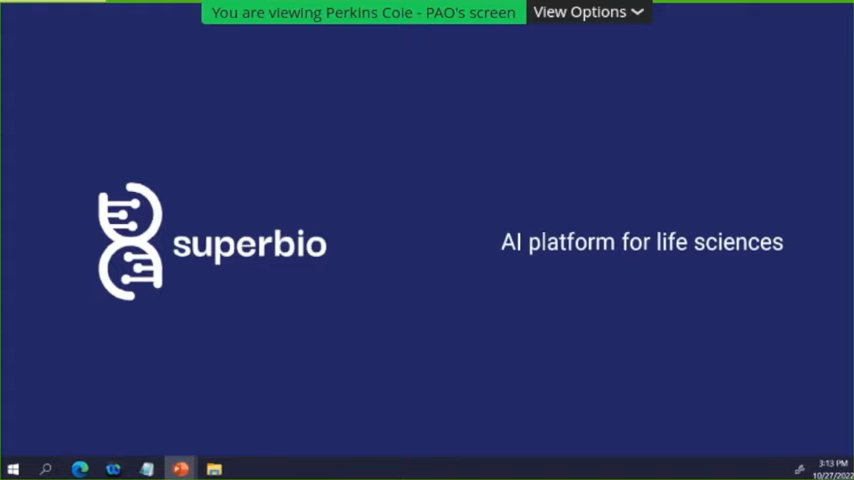 You are viewing Perkins Coie - PAO's screen
View Options
superbio
AI platform for life sciences
3:13 PM
10/27/2022